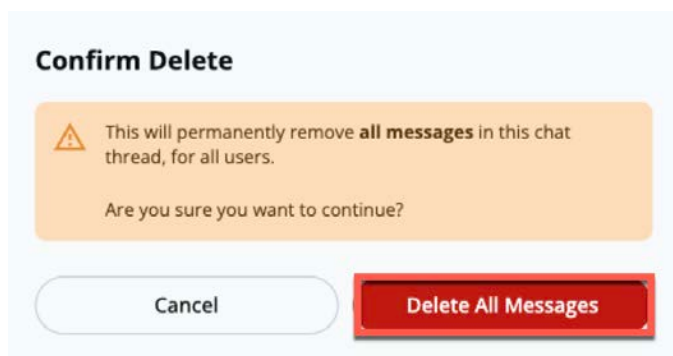 Confirm Delete
This will permanently remove all messages in this chat
thread, for all users.
Are you sure you want to continue?
Cancel
Delete All Messages